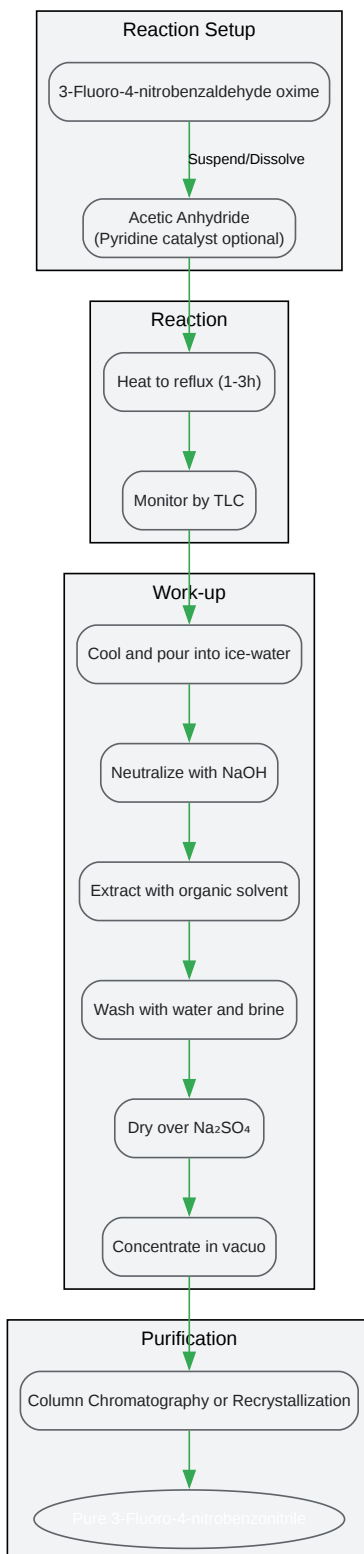 Reaction Setup
3-Fluoro-4-nitrobenzaldehyde oxime
Suspend/Dissolve
Acetic Anhydride
(Pyridine catalyst optional)
Reaction
Heat to reflux (1-3h)
Monitor by TLC
Work-up
Cool and pour into ice-water
Neutralize with NaOH
Extract with organic solvent
Wash with water and brine
Dry over Na₂SO₄
Concentrate in vacuo
Purification
Column Chromatography or Recrystallization
Pure 3-Fluoro-4-nitrobenzonitrile